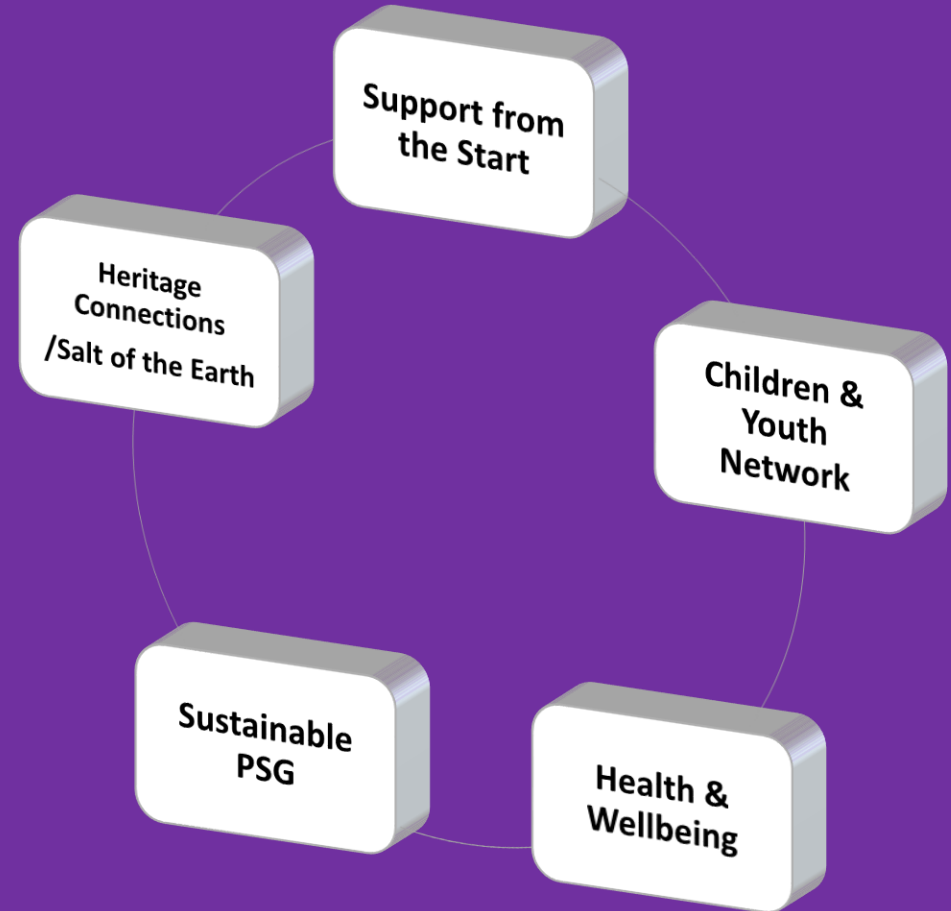 Support from
the Start
Heritage
Connections
/Salt of the Earth
Children &
Youth
Network
Sustainable
PSG
Health &
Wellbeing